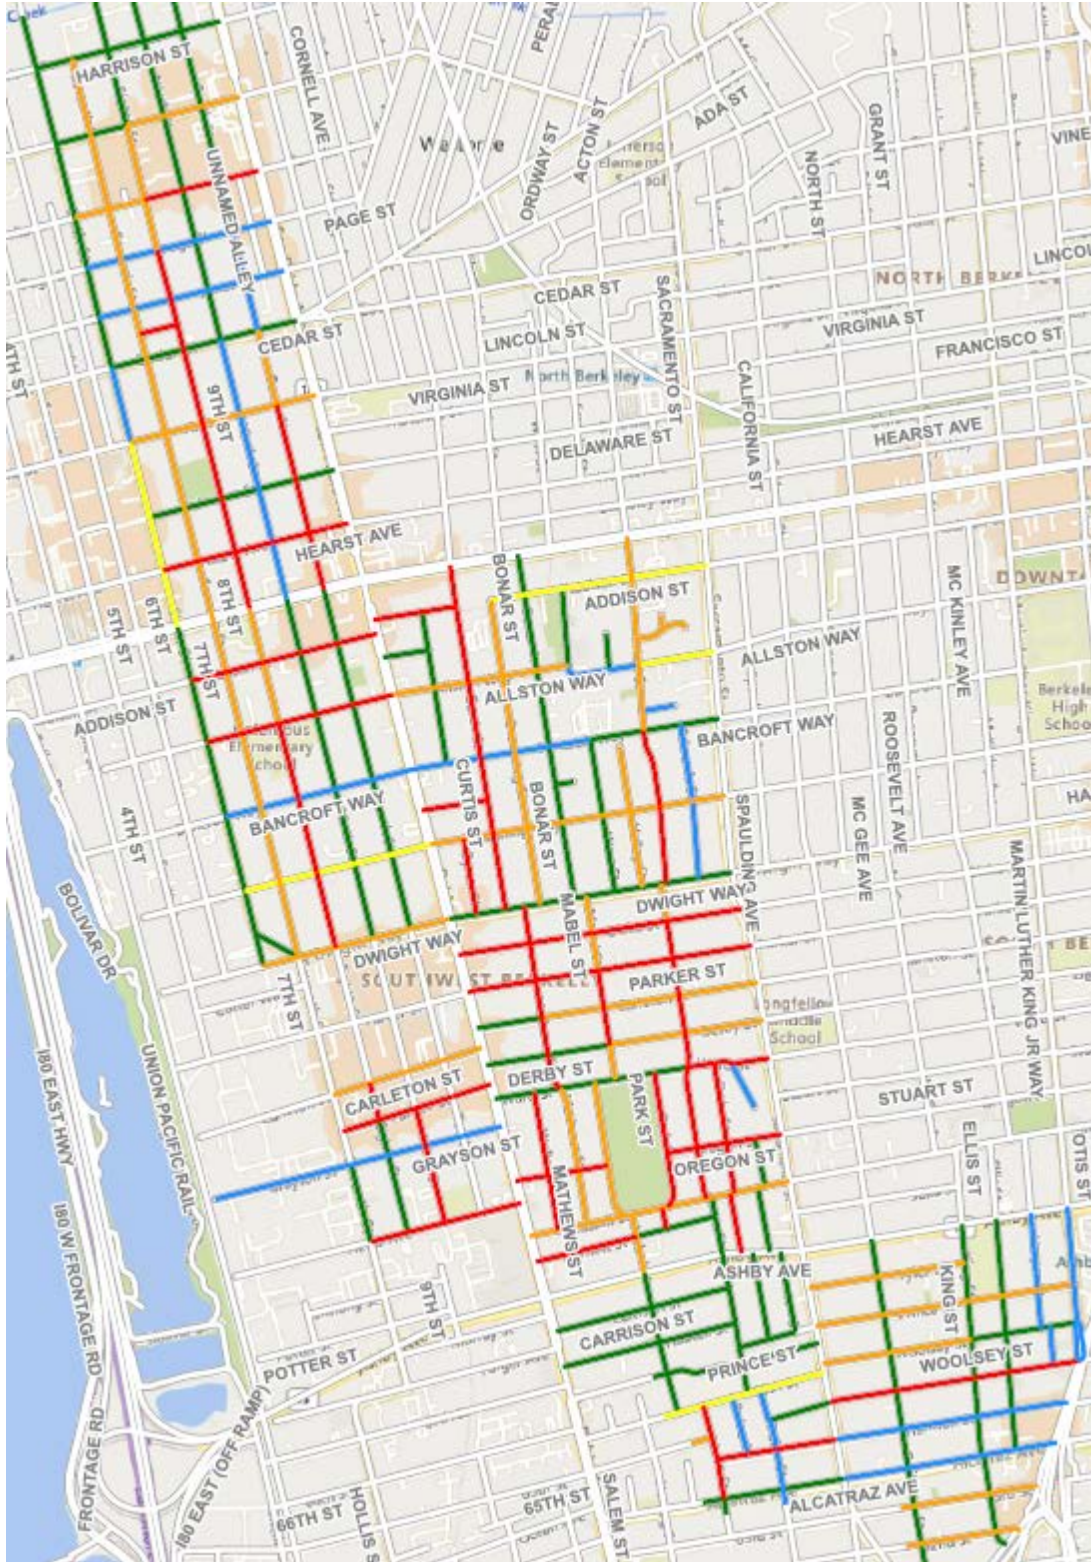 Creek
HARRISON ST
CORNELL AVE
ADA ST
ACTON ST
ORDWAY ST
GRANT ST
NORTH ST
UNNAMED ALLEY
PAGE ST
CEDAR ST
SACRAMENTO ST
NORTH BERKE
LINCOL
CEDAR ST
LINCOLN ST
VIRGINIA ST
FRANCISCO ST
4TH ST
North Berkeley
VIRGINIA ST
CALIFORNIA ST
9TH ST
DELAWARE ST
HEARST AVE
HEARST AVE
BONAR ST
ADDISON ST
MC KINLEY AVE
DOWNT
5TH ST
6TH ST
8TH ST
7TH ST
ADDISON ST
ALLSTON WAY
ALLSTON WAY
Berkeley
High
School
BANCROFT WAY
ROOSEVELT AVE
Elementary
School
CURTIS ST
BONAR ST
BANCROFT WAY
4TH ST
SPAULDING AVE
MC GEE AVE
BOLIVAR DR
DWIGHT WAY
MABEL ST
DWIGHT WAY
MARTIN LUTHER KING JR WAY
SOUTHWEST BERKELEY
PARKER ST
7TH ST
Longfellow
Middle
School
I80 EAST HWY
UNION PACIFIC RAIL
CARLETON ST
DERBY ST
PARK ST
STUART ST
GRAYSON ST
OREGON ST
ELLIS ST
OTIS ST
MATHEWS ST
I80 W FRONTAGE RD
ASHBY AVE
KING ST
9TH ST
CARRISON ST
POTTER ST
PRINCE ST
WOOLSEY ST
FRONTAGE RD
I80 EAST (OFF RAMP)
66TH ST
HOLLIS S
65TH ST
SALEM ST
ALCATRAZ AVE